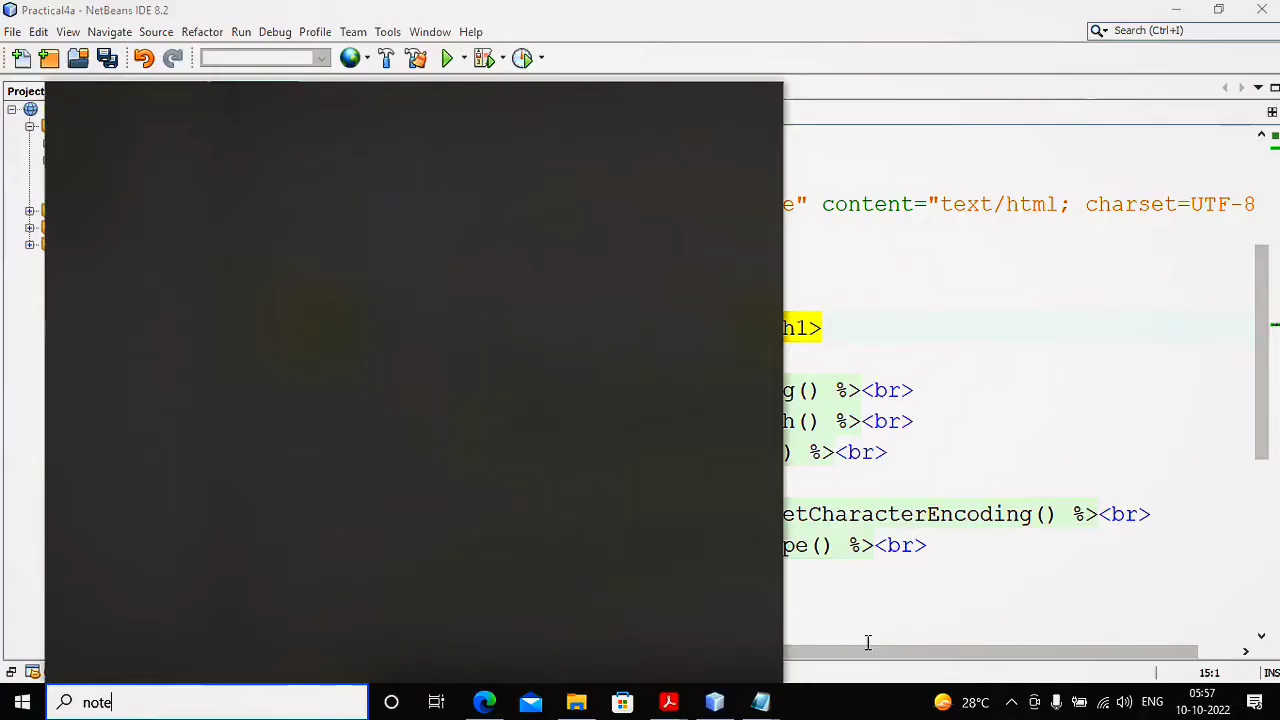 Practical4a - NetBeans IDE 8.2
File Edit View Navigate Source Refactor Run Debug Profile Team Tools Window Help
Search (Ctrl+I)
Project
e" content="text/html; charset=UTF-8
h1>
g() %><br>
h() %><br>
) %><br>
etCharacterEncoding() %><br>
pe() %><br>
15:1 INS
note
28°C ENG
05:57
10-10-2022